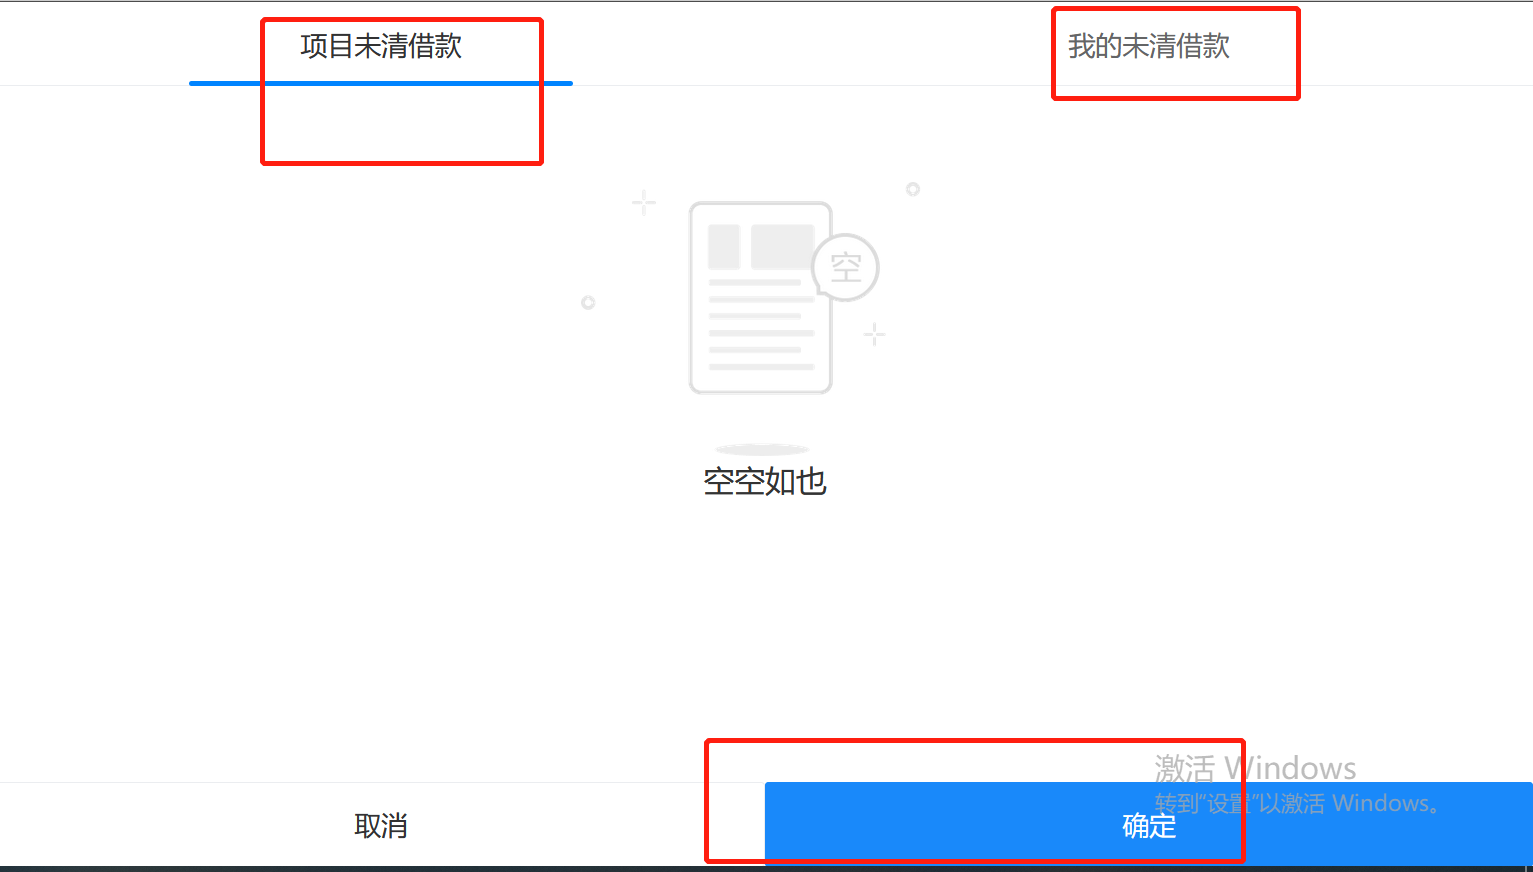 项目未清借款
我的未清借款
空
空空如也
激活 Windows
转到"设置"以激活 Windows。
取消
确定